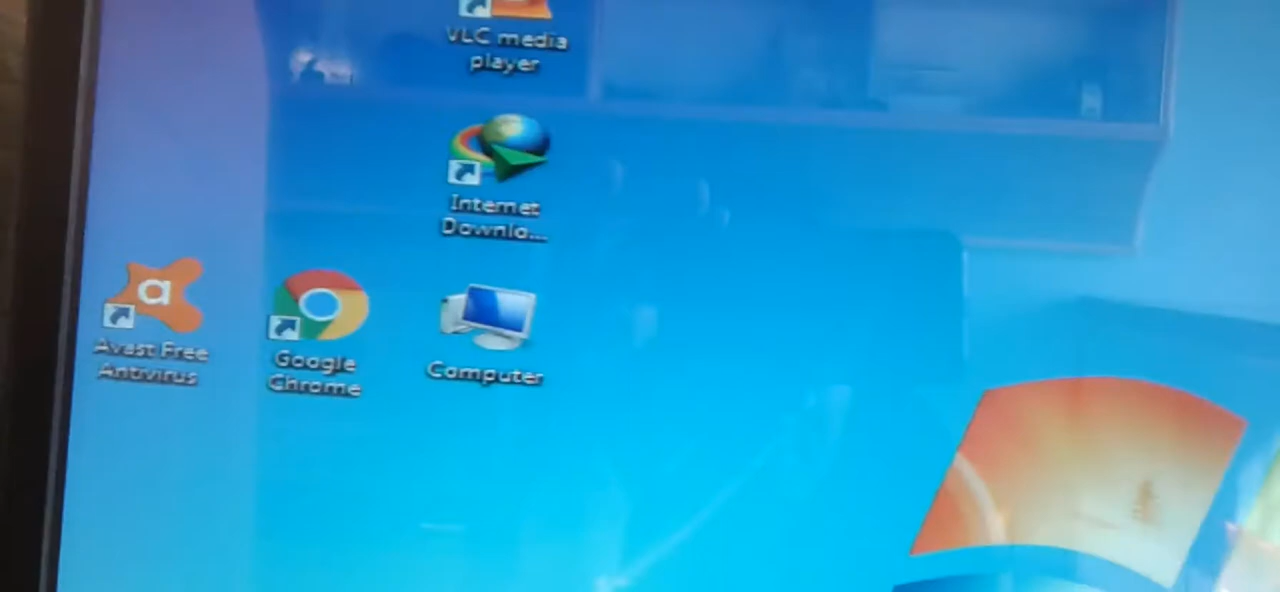 VLC media
player
Internet
Downlo...
a
Avast Free
Antivirus
Google
Chrome
Computer